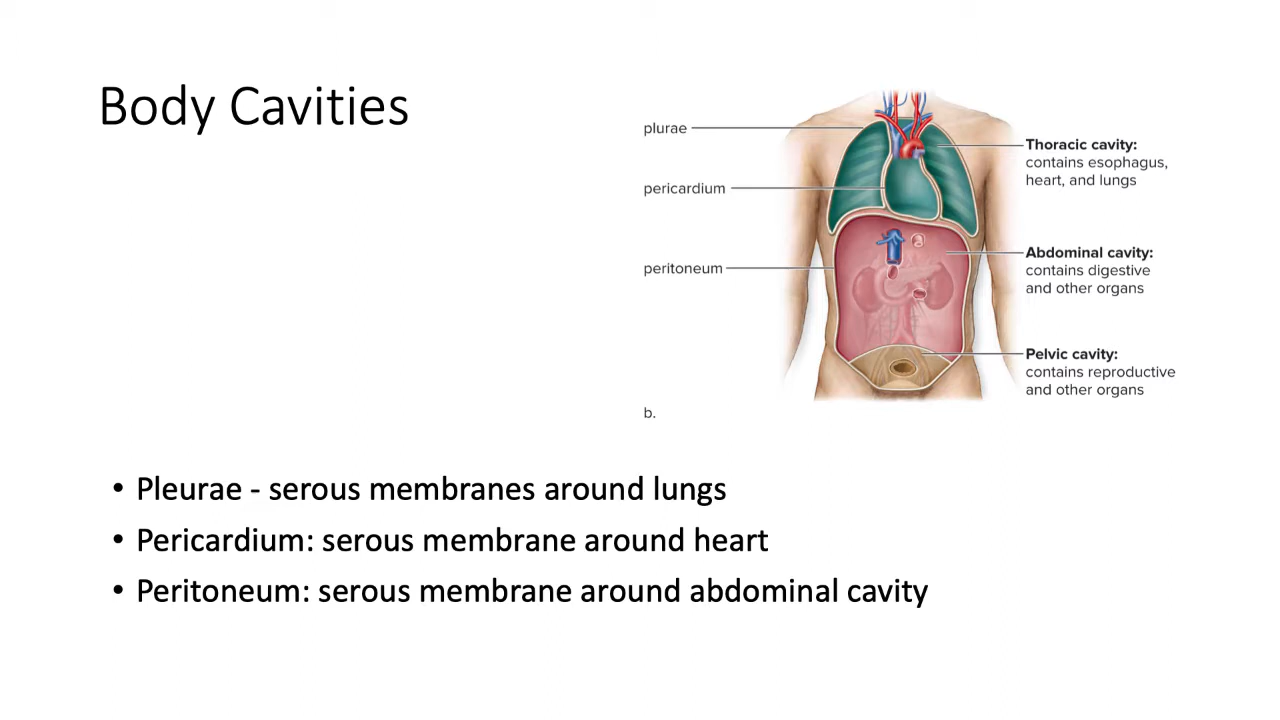 Body Cavities
plurae
pericardium
peritoneum
Thoracic cavity:
contains esophagus,
heart, and lungs
Abdominal cavity:
contains digestive
and other organs
Pelvic cavity:
contains reproductive
and other organs
b.
• Pleurae - serous membranes around lungs
• Pericardium: serous membrane around heart
• Peritoneum: serous membrane around abdominal cavity